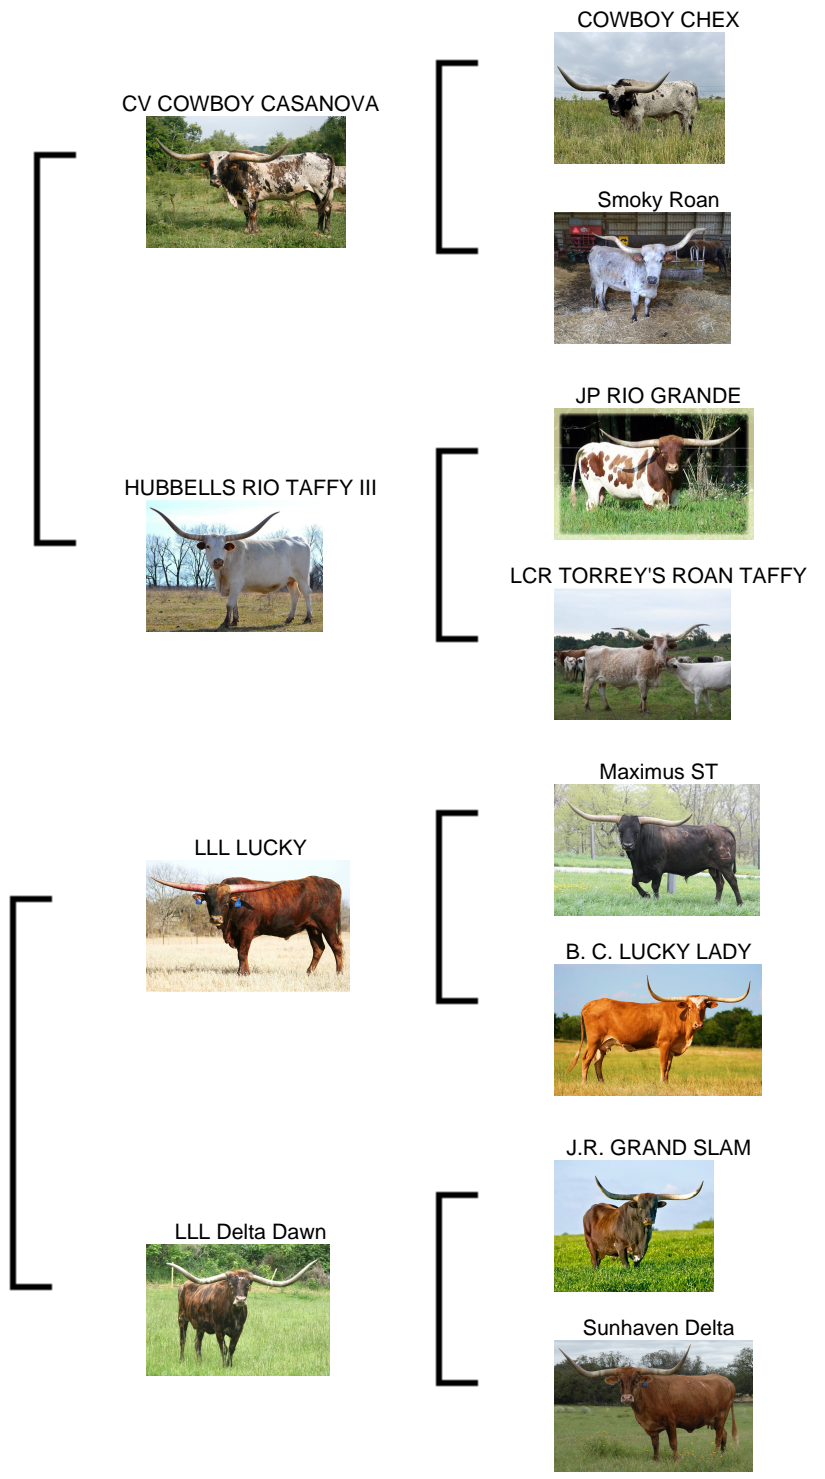 COWBOY CHEX
CV COWBOY CASANOVA
Smoky Roan
JP RIO GRANDE
HUBBELLS RIO TAFFY III
LCR TORREY'S ROAN TAFFY
Maximus ST
LLL LUCKY
B. C. LUCKY LADY
J.R. GRAND SLAM
LLL Delta Dawn
Sunhaven Delta